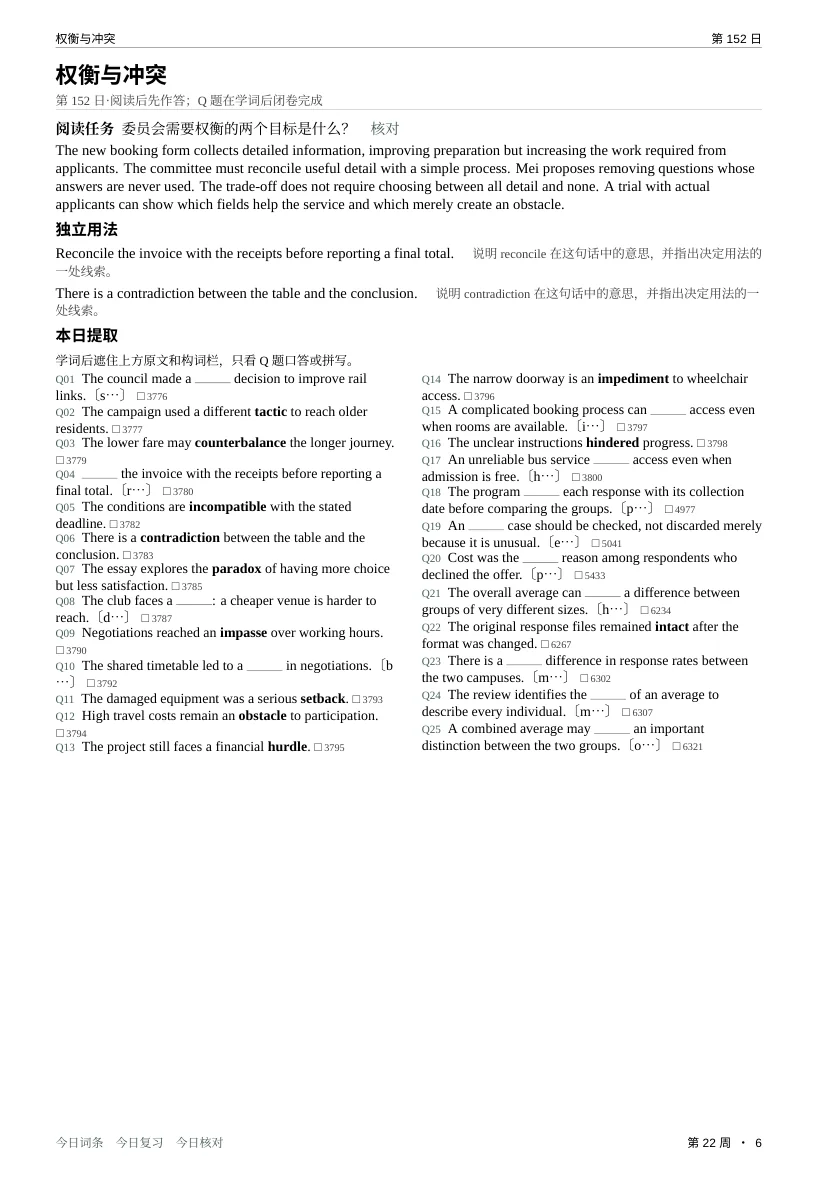 权衡与冲突
第 152 日
权衡与冲突
第 152 日·阅读后先作答；Q 题在学词后闭卷完成
阅读任务 委员会需要权衡的两个目标是什么？ 核对
The new booking form collects detailed information, improving preparation but increasing the work required from
applicants. The committee must reconcile useful detail with a simple process. Mei proposes removing questions whose
answers are never used. The trade-off does not require choosing between all detail and none. A trial with actual
applicants can show which fields help the service and which merely create an obstacle.
独立用法
Reconcile the invoice with the receipts before reporting a final total. 说明 reconcile 在这句话中的意思，并指出决定用法的
一处线索。
There is a contradiction between the table and the conclusion. 说明 contradiction 在这句话中的意思，并指出决定用法的一
处线索。
本日提取
学词后遮住上方原文和构词栏，只看 Q 题口答或拼写。
Q01 The council made a _____ decision to improve rail
links.〔s…〕 □ 3776
Q02 The campaign used a different tactic to reach older
residents. □ 3777
Q03 The lower fare may counterbalance the longer journey.
□ 3779
Q04 _____ the invoice with the receipts before reporting a
final total.〔r…〕 □ 3780
Q05 The conditions are incompatible with the stated
deadline. □ 3782
Q06 There is a contradiction between the table and the
conclusion. □ 3783
Q07 The essay explores the paradox of having more choice
but less satisfaction. □ 3785
Q08 The club faces a _____: a cheaper venue is harder to
reach.〔d…〕 □ 3787
Q09 Negotiations reached an impasse over working hours.
□ 3790
Q10 The shared timetable led to a _____ in negotiations.〔b
…〕 □ 3792
Q11 The damaged equipment was a serious setback. □ 3793
Q12 High travel costs remain an obstacle to participation.
□ 3794
Q13 The project still faces a financial hurdle. □ 3795
Q14 The narrow doorway is an impediment to wheelchair
access. □ 3796
Q15 A complicated booking process can _____ access even
when rooms are available.〔i…〕 □ 3797
Q16 The unclear instructions hindered progress. □ 3798
Q17 An unreliable bus service _____ access even when
admission is free.〔h…〕 □ 3800
Q18 The program _____ each response with its collection
date before comparing the groups.〔p…〕 □ 4977
Q19 An _____ case should be checked, not discarded merely
because it is unusual.〔e…〕 □ 5041
Q20 Cost was the _____ reason among respondents who
declined the offer.〔p…〕 □ 5433
Q21 The overall average can _____ a difference between
groups of very different sizes.〔h…〕 □ 6234
Q22 The original response files remained intact after the
format was changed. □ 6267
Q23 There is a _____ difference in response rates between
the two campuses.〔m…〕 □ 6302
Q24 The review identifies the _____ of an average to
describe every individual.〔m…〕 □ 6307
Q25 A combined average may _____ an important
distinction between the two groups.〔o…〕 □ 6321
今日词条 今日复习 今日核对
第 22 周 · 6